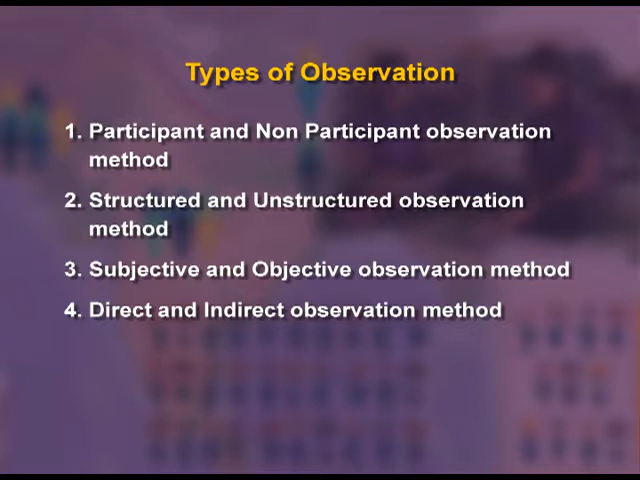 Types of Observation
1. Participant and Non Participant observation
method
2. Structured and Unstructured observation
method
3. Subjective and Objective observation method
4. Direct and Indirect observation method